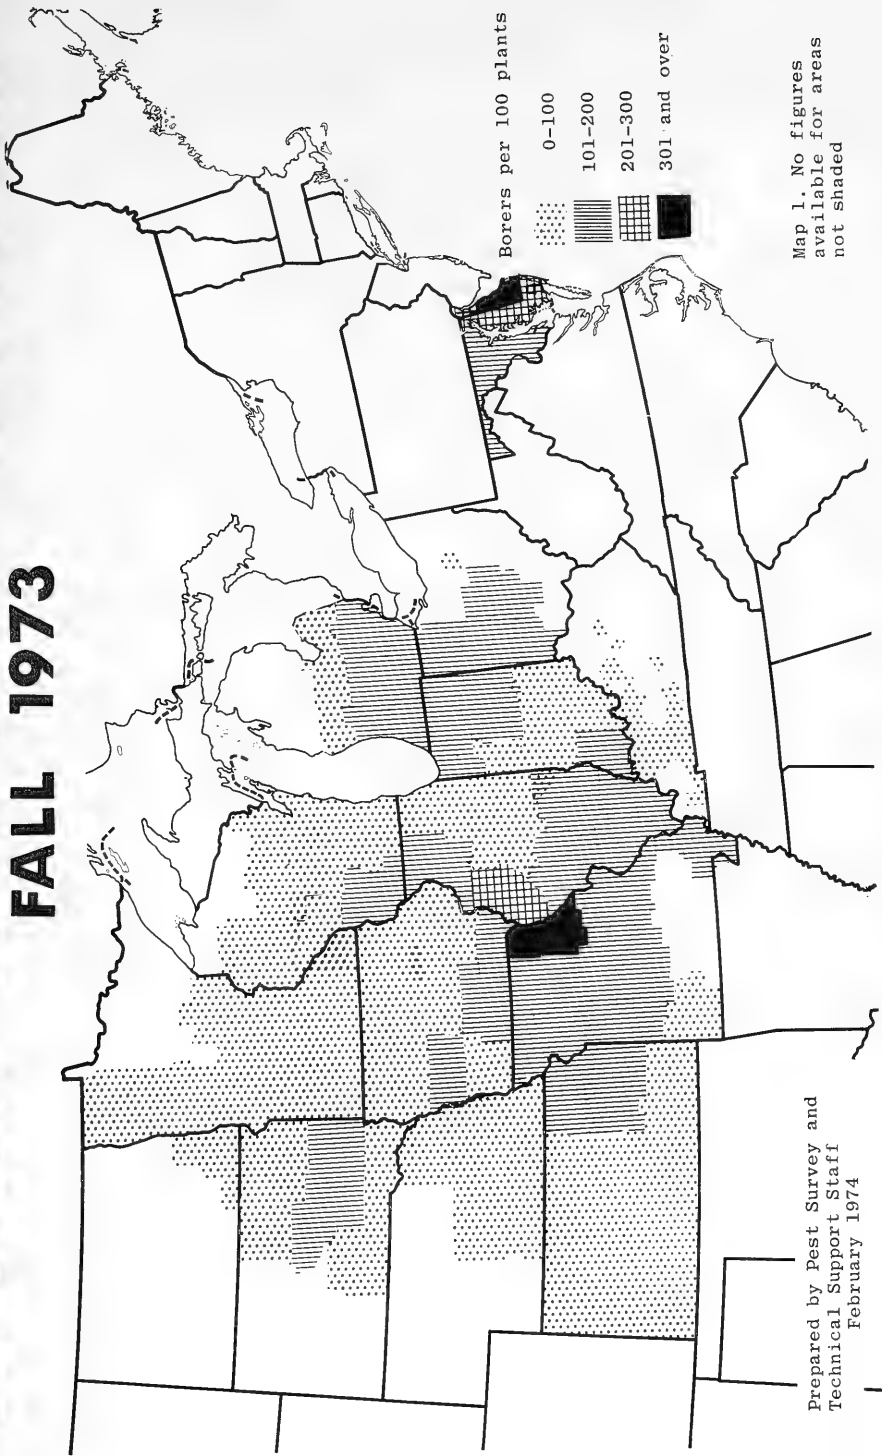 FALL 1973
Borers per 100 plants
0-100
101-200
201-300
301 and over
Map 1. No figures
available for areas
not shaded
Prepared by Pest Survey and
Technical Support Staff
February 1974